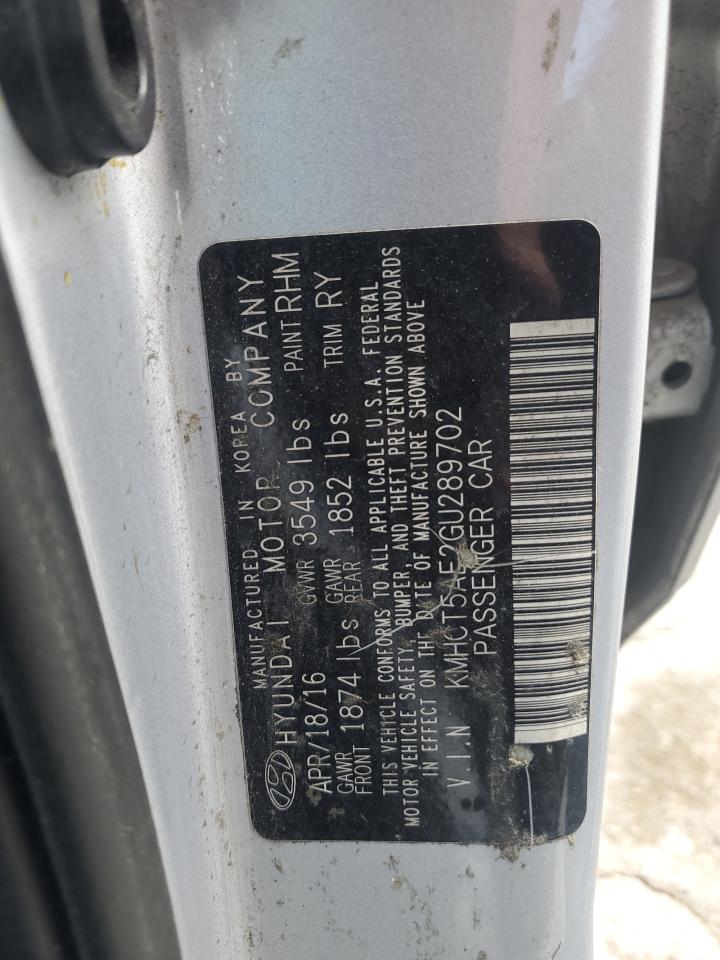 MANUFACTURED IN KOREA BY
HYUNDAI MOTOR COMPANY
APR/18/16 GVWR 3549 lbs PAINT RHM
GAWR FRONT 1874 lbs GAWR REAR 1852 lbs TRIM RY
THIS VEHICLE CONFORMS TO ALL APPLICABLE U.S.A. FEDERAL
MOTOR VEHICLE SAFETY, BUMPER, AND THEFT PREVENTION STANDARDS
IN EFFECT ON THE DATE OF MANUFACTURE SHOWN ABOVE
V.I.N KMHCT5AE2GU289702
PASSENGER CAR